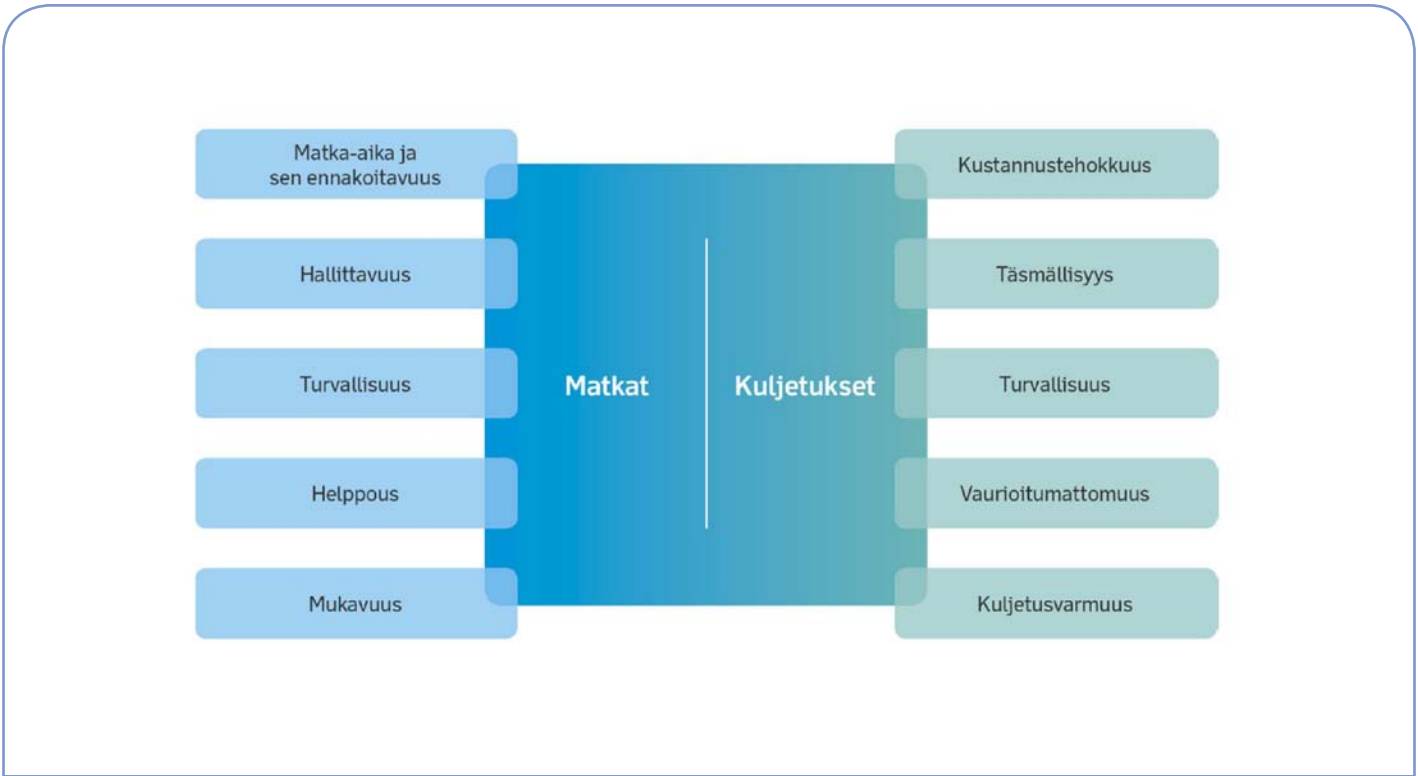 Matka-aika ja
sen ennakoitavuus
Hallittavuus
Turvallisuus
Helppous
Mukavuus
Matkat
Kuljetukset
Kustannustehokkuus
Täsmällisyys
Turvallisuus
Vaurioitumattomuus
Kuljetusvarmuus